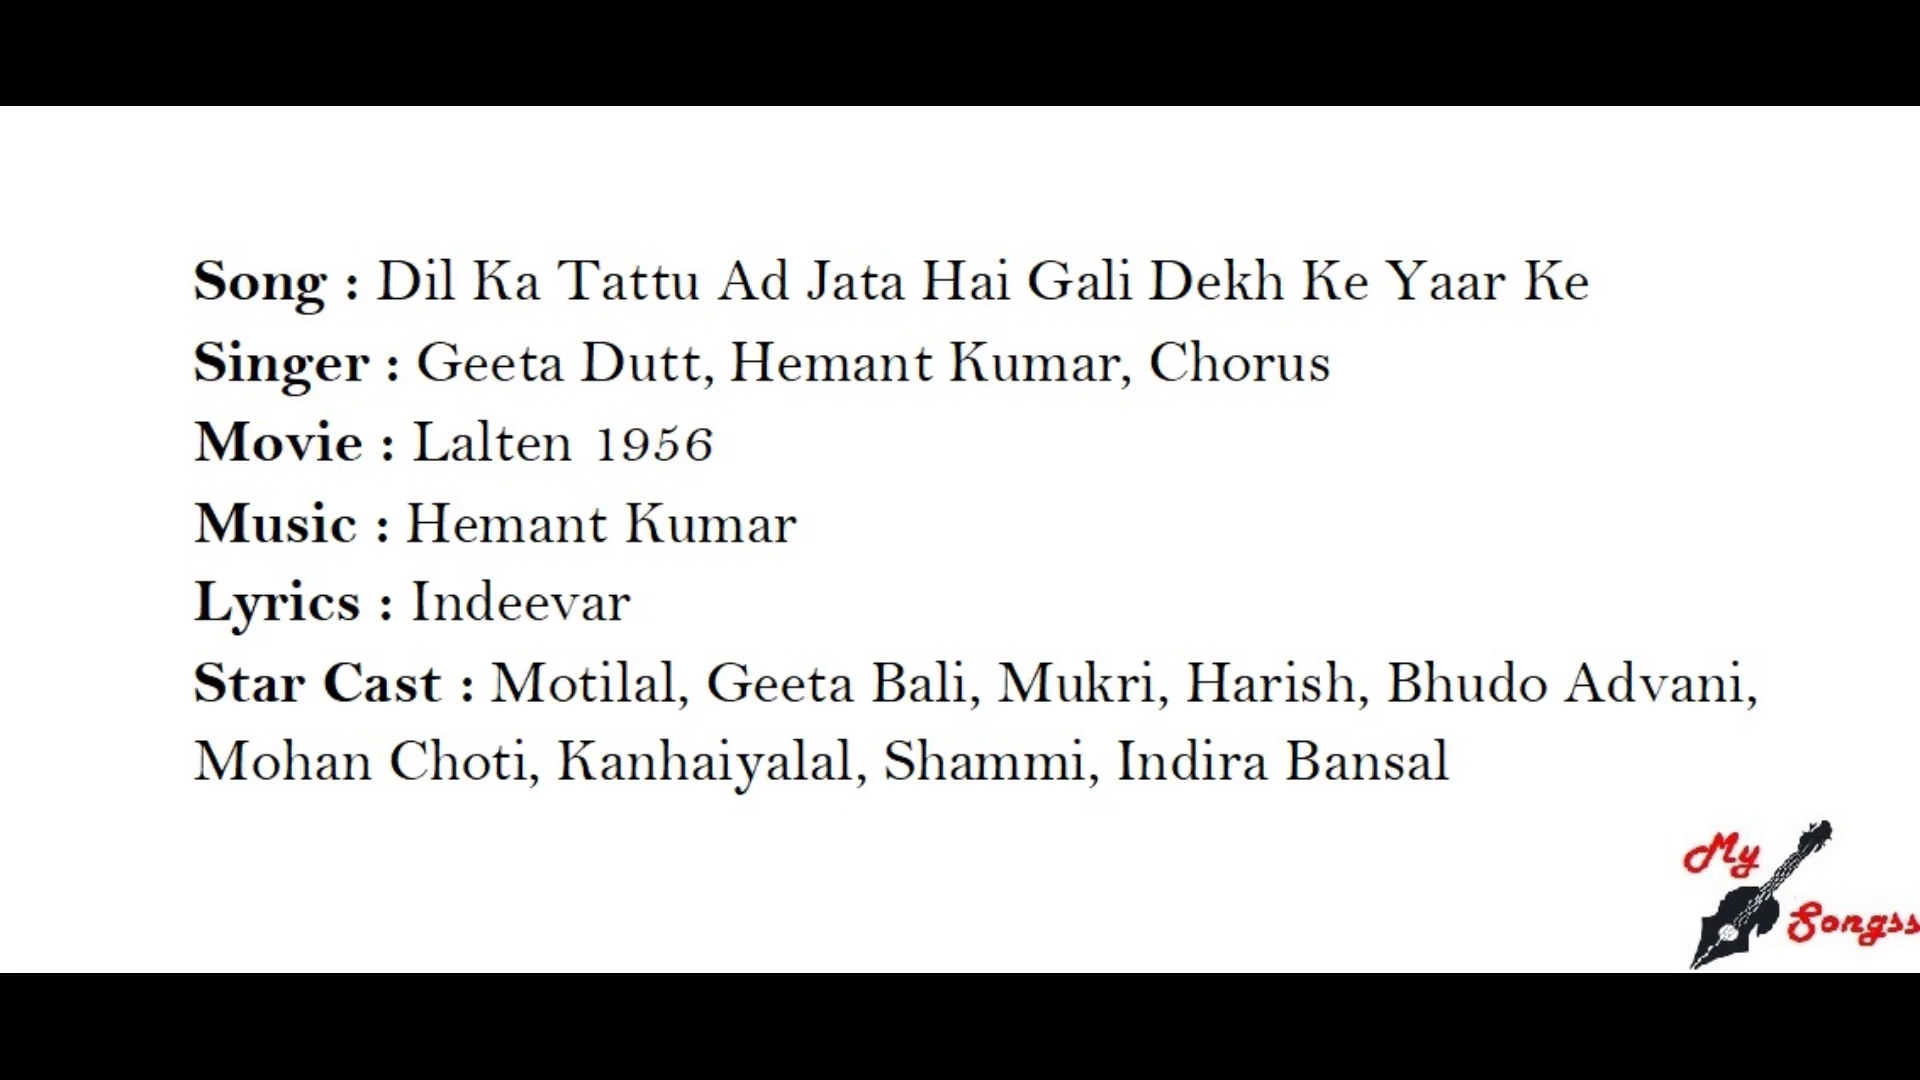 Song : Dil Ka Tattu Ad Jata Hai Gali Dekh Ke Yaar Ke
Singer : Geeta Dutt, Hemant Kumar, Chorus
Movie : Lalten 1956
Music : Hemant Kumar
Lyrics : Indeevar
Star Cast : Motilal, Geeta Bali, Mukri, Harish, Bhudo Advani,
Mohan Choti, Kanhaiyalal, Shammi, Indira Bansal
My
Songss